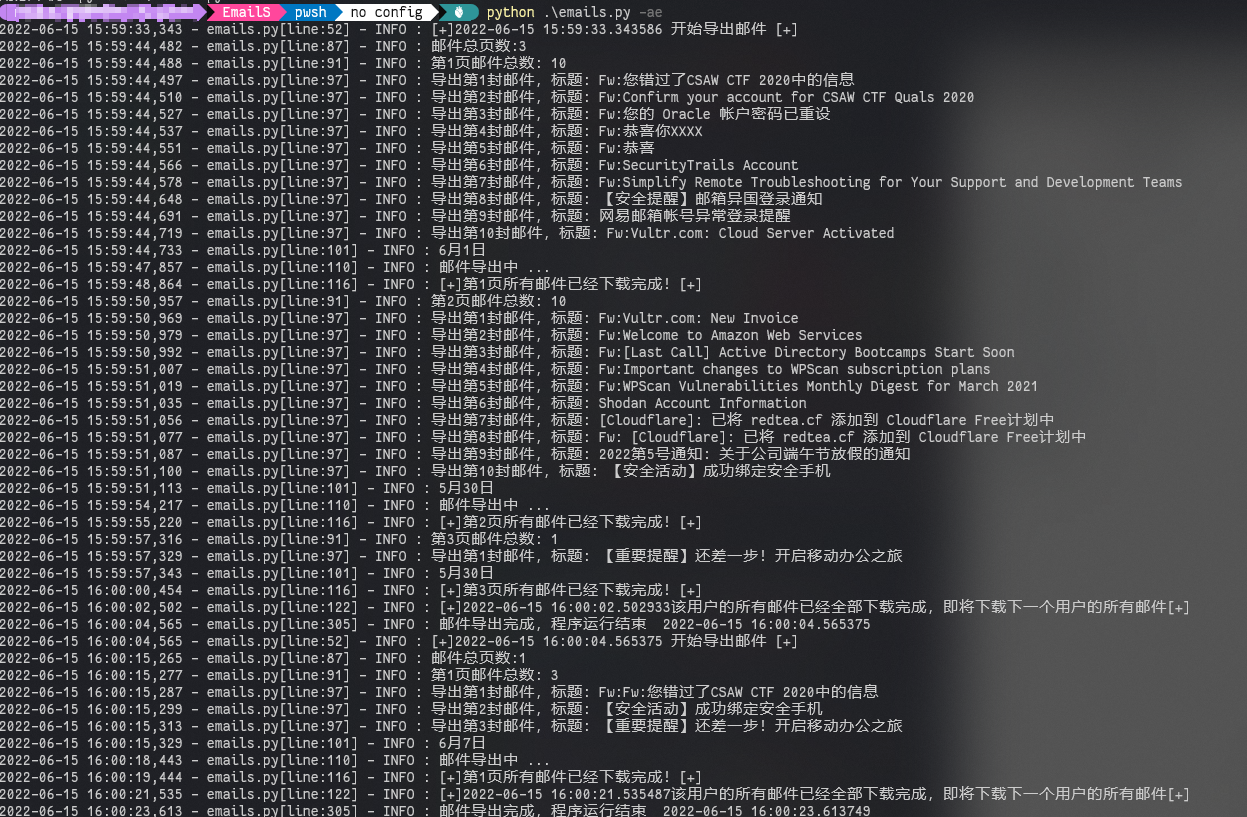 EmailS pwsh no config python .\emails.py -ae
2022-06-15 15:59:33,343 - emails.py[line:52] - INFO : [+]2022-06-15 15:59:33.343586 开始导出邮件 [+]
2022-06-15 15:59:44,482 - emails.py[line:87] - INFO : 邮件总页数:3
2022-06-15 15:59:44,488 - emails.py[line:91] - INFO : 第1页邮件总数: 10
2022-06-15 15:59:44,497 - emails.py[line:97] - INFO : 导出第1封邮件, 标题: Fw:您错过了CSAW CTF 2020中的信息
2022-06-15 15:59:44,510 - emails.py[line:97] - INFO : 导出第2封邮件, 标题: Fw:Confirm your account for CSAW CTF Quals 2020
2022-06-15 15:59:44,527 - emails.py[line:97] - INFO : 导出第3封邮件, 标题: Fw:您的 Oracle 帐户密码已重设
2022-06-15 15:59:44,537 - emails.py[line:97] - INFO : 导出第4封邮件, 标题: Fw:恭喜你XXXX
2022-06-15 15:59:44,551 - emails.py[line:97] - INFO : 导出第5封邮件, 标题: Fw:恭喜
2022-06-15 15:59:44,566 - emails.py[line:97] - INFO : 导出第6封邮件, 标题: Fw:SecurityTrails Account
2022-06-15 15:59:44,578 - emails.py[line:97] - INFO : 导出第7封邮件, 标题: Fw:Simplify Remote Troubleshooting for Your Support and Development Teams
2022-06-15 15:59:44,648 - emails.py[line:97] - INFO : 导出第8封邮件, 标题: 【安全提醒】邮箱异国登录通知
2022-06-15 15:59:44,691 - emails.py[line:97] - INFO : 导出第9封邮件, 标题: 网易邮箱帐号异常登录提醒
2022-06-15 15:59:44,719 - emails.py[line:97] - INFO : 导出第10封邮件, 标题: Fw:Vultr.com: Cloud Server Activated
2022-06-15 15:59:44,733 - emails.py[line:101] - INFO : 6月1日
2022-06-15 15:59:47,857 - emails.py[line:110] - INFO : 邮件导出中 ...
2022-06-15 15:59:48,864 - emails.py[line:116] - INFO : [+]第1页所有邮件已经下载完成! [+]
2022-06-15 15:59:50,957 - emails.py[line:91] - INFO : 第2页邮件总数: 10
2022-06-15 15:59:50,969 - emails.py[line:97] - INFO : 导出第1封邮件, 标题: Fw:Vultr.com: New Invoice
2022-06-15 15:59:50,979 - emails.py[line:97] - INFO : 导出第2封邮件, 标题: Fw:Welcome to Amazon Web Services
2022-06-15 15:59:50,992 - emails.py[line:97] - INFO : 导出第3封邮件, 标题: Fw:[Last Call] Active Directory Bootcamps Start Soon
2022-06-15 15:59:51,007 - emails.py[line:97] - INFO : 导出第4封邮件, 标题: Fw:Important changes to WPScan subscription plans
2022-06-15 15:59:51,019 - emails.py[line:97] - INFO : 导出第5封邮件, 标题: Fw:WPScan Vulnerabilities Monthly Digest for March 2021
2022-06-15 15:59:51,035 - emails.py[line:97] - INFO : 导出第6封邮件, 标题: Shodan Account Information
2022-06-15 15:59:51,056 - emails.py[line:97] - INFO : 导出第7封邮件, 标题: [Cloudflare]: 已将 redtea.cf 添加到 Cloudflare Free计划中
2022-06-15 15:59:51,077 - emails.py[line:97] - INFO : 导出第8封邮件, 标题: Fw: [Cloudflare]: 已将 redtea.cf 添加到 Cloudflare Free计划中
2022-06-15 15:59:51,087 - emails.py[line:97] - INFO : 导出第9封邮件, 标题: 2022第5号通知: 关于公司端午节放假的通知
2022-06-15 15:59:51,100 - emails.py[line:97] - INFO : 导出第10封邮件, 标题: 【安全活动】成功绑定安全手机
2022-06-15 15:59:51,113 - emails.py[line:101] - INFO : 5月30日
2022-06-15 15:59:54,217 - emails.py[line:110] - INFO : 邮件导出中 ...
2022-06-15 15:59:55,220 - emails.py[line:116] - INFO : [+]第2页所有邮件已经下载完成! [+]
2022-06-15 15:59:57,316 - emails.py[line:91] - INFO : 第3页邮件总数: 1
2022-06-15 15:59:57,329 - emails.py[line:97] - INFO : 导出第1封邮件, 标题: 【重要提醒】还差一步! 开启移动办公之旅
2022-06-15 15:59:57,343 - emails.py[line:101] - INFO : 5月30日
2022-06-15 16:00:00,454 - emails.py[line:116] - INFO : [+]第3页所有邮件已经下载完成! [+]
2022-06-15 16:00:02,502 - emails.py[line:122] - INFO : [+]2022-06-15 16:00:02.502933该用户的所有邮件已经全部下载完成, 即将下载下一个用户的所有邮件[+]
2022-06-15 16:00:04,565 - emails.py[line:305] - INFO : 邮件导出完成, 程序运行结束 2022-06-15 16:00:04.565375
2022-06-15 16:00:04,565 - emails.py[line:52] - INFO : [+]2022-06-15 16:00:04.565375 开始导出邮件 [+]
2022-06-15 16:00:15,265 - emails.py[line:87] - INFO : 邮件总页数:1
2022-06-15 16:00:15,277 - emails.py[line:91] - INFO : 第1页邮件总数: 3
2022-06-15 16:00:15,287 - emails.py[line:97] - INFO : 导出第1封邮件, 标题: Fw:Fw:您错过了CSAW CTF 2020中的信息
2022-06-15 16:00:15,299 - emails.py[line:97] - INFO : 导出第2封邮件, 标题: 【安全活动】成功绑定安全手机
2022-06-15 16:00:15,313 - emails.py[line:97] - INFO : 导出第3封邮件, 标题: 【重要提醒】还差一步! 开启移动办公之旅
2022-06-15 16:00:15,329 - emails.py[line:101] - INFO : 6月7日
2022-06-15 16:00:18,443 - emails.py[line:110] - INFO : 邮件导出中 ...
2022-06-15 16:00:19,444 - emails.py[line:116] - INFO : [+]第1页所有邮件已经下载完成! [+]
2022-06-15 16:00:21,535 - emails.py[line:122] - INFO : [+]2022-06-15 16:00:21.535487该用户的所有邮件已经全部下载完成, 即将下载下一个用户的所有邮件[+]
2022-06-15 16:00:23,613 - emails.py[line:305] - INFO : 邮件导出完成, 程序运行结束 2022-06-15 16:00:23.613749